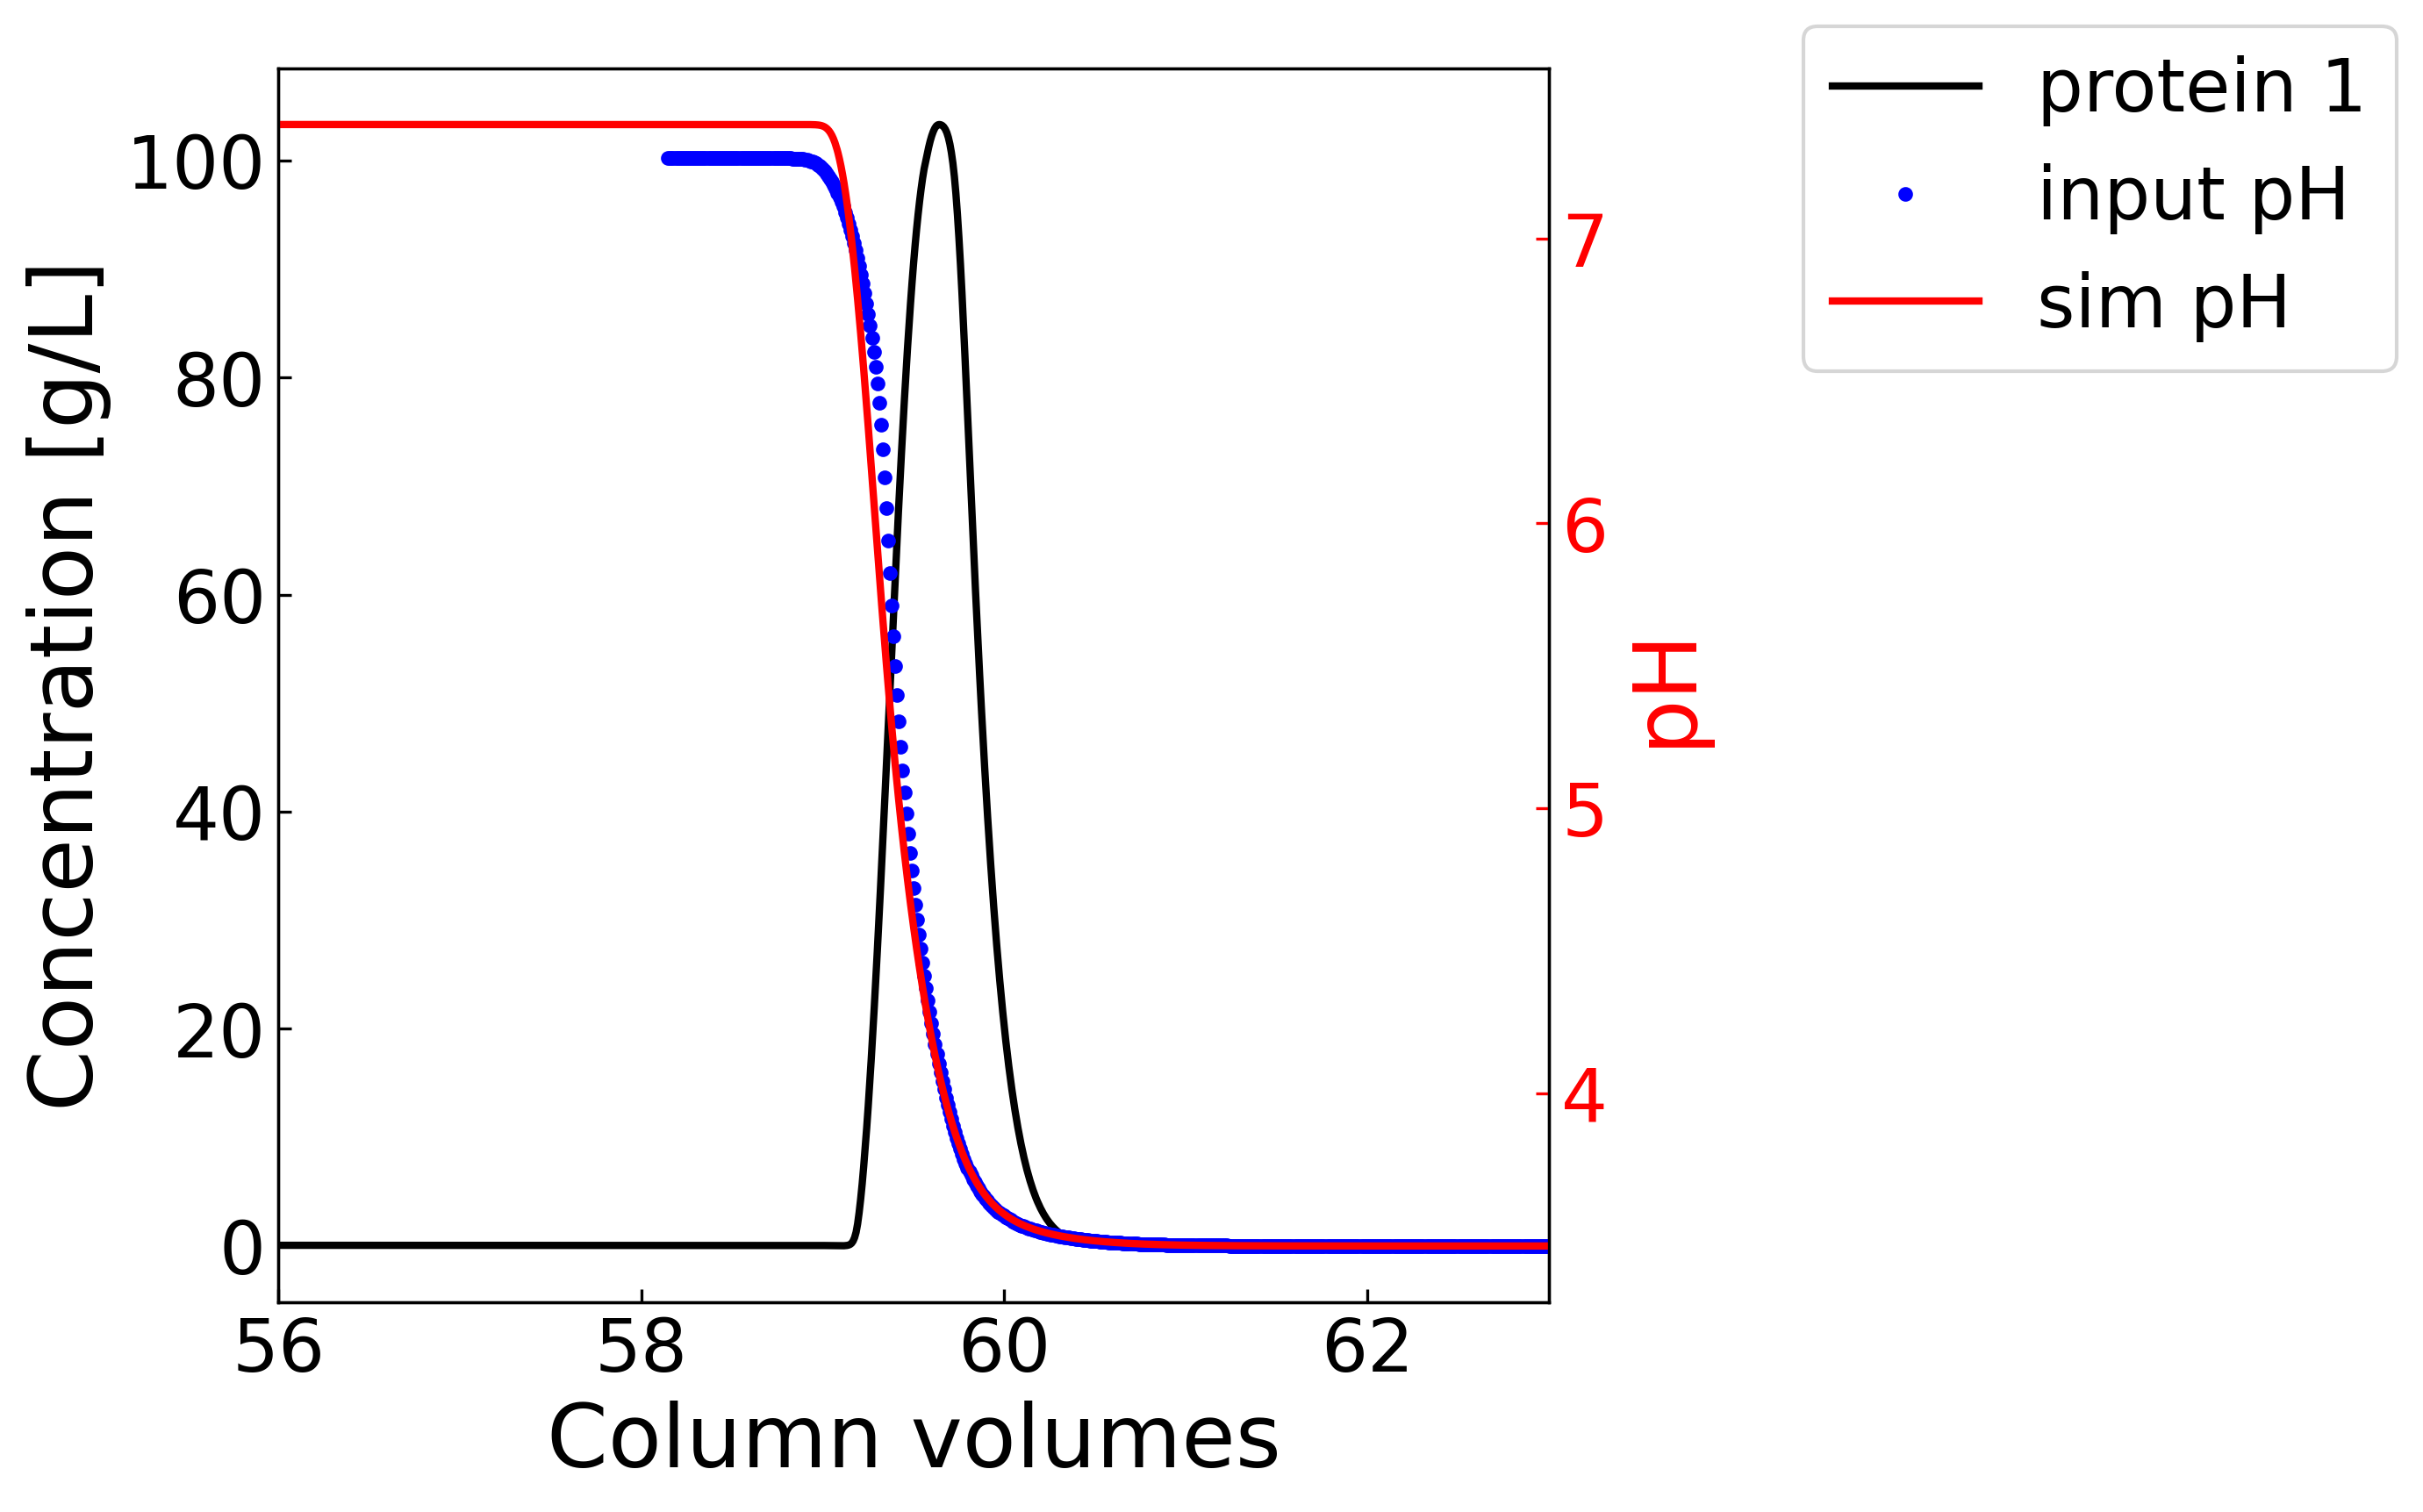 protein 1
input pH
sim pH
Concentration [g/L]
100
80
60
40
20
0
7
6
5
4
pH
56 58 60 62
Column volumes